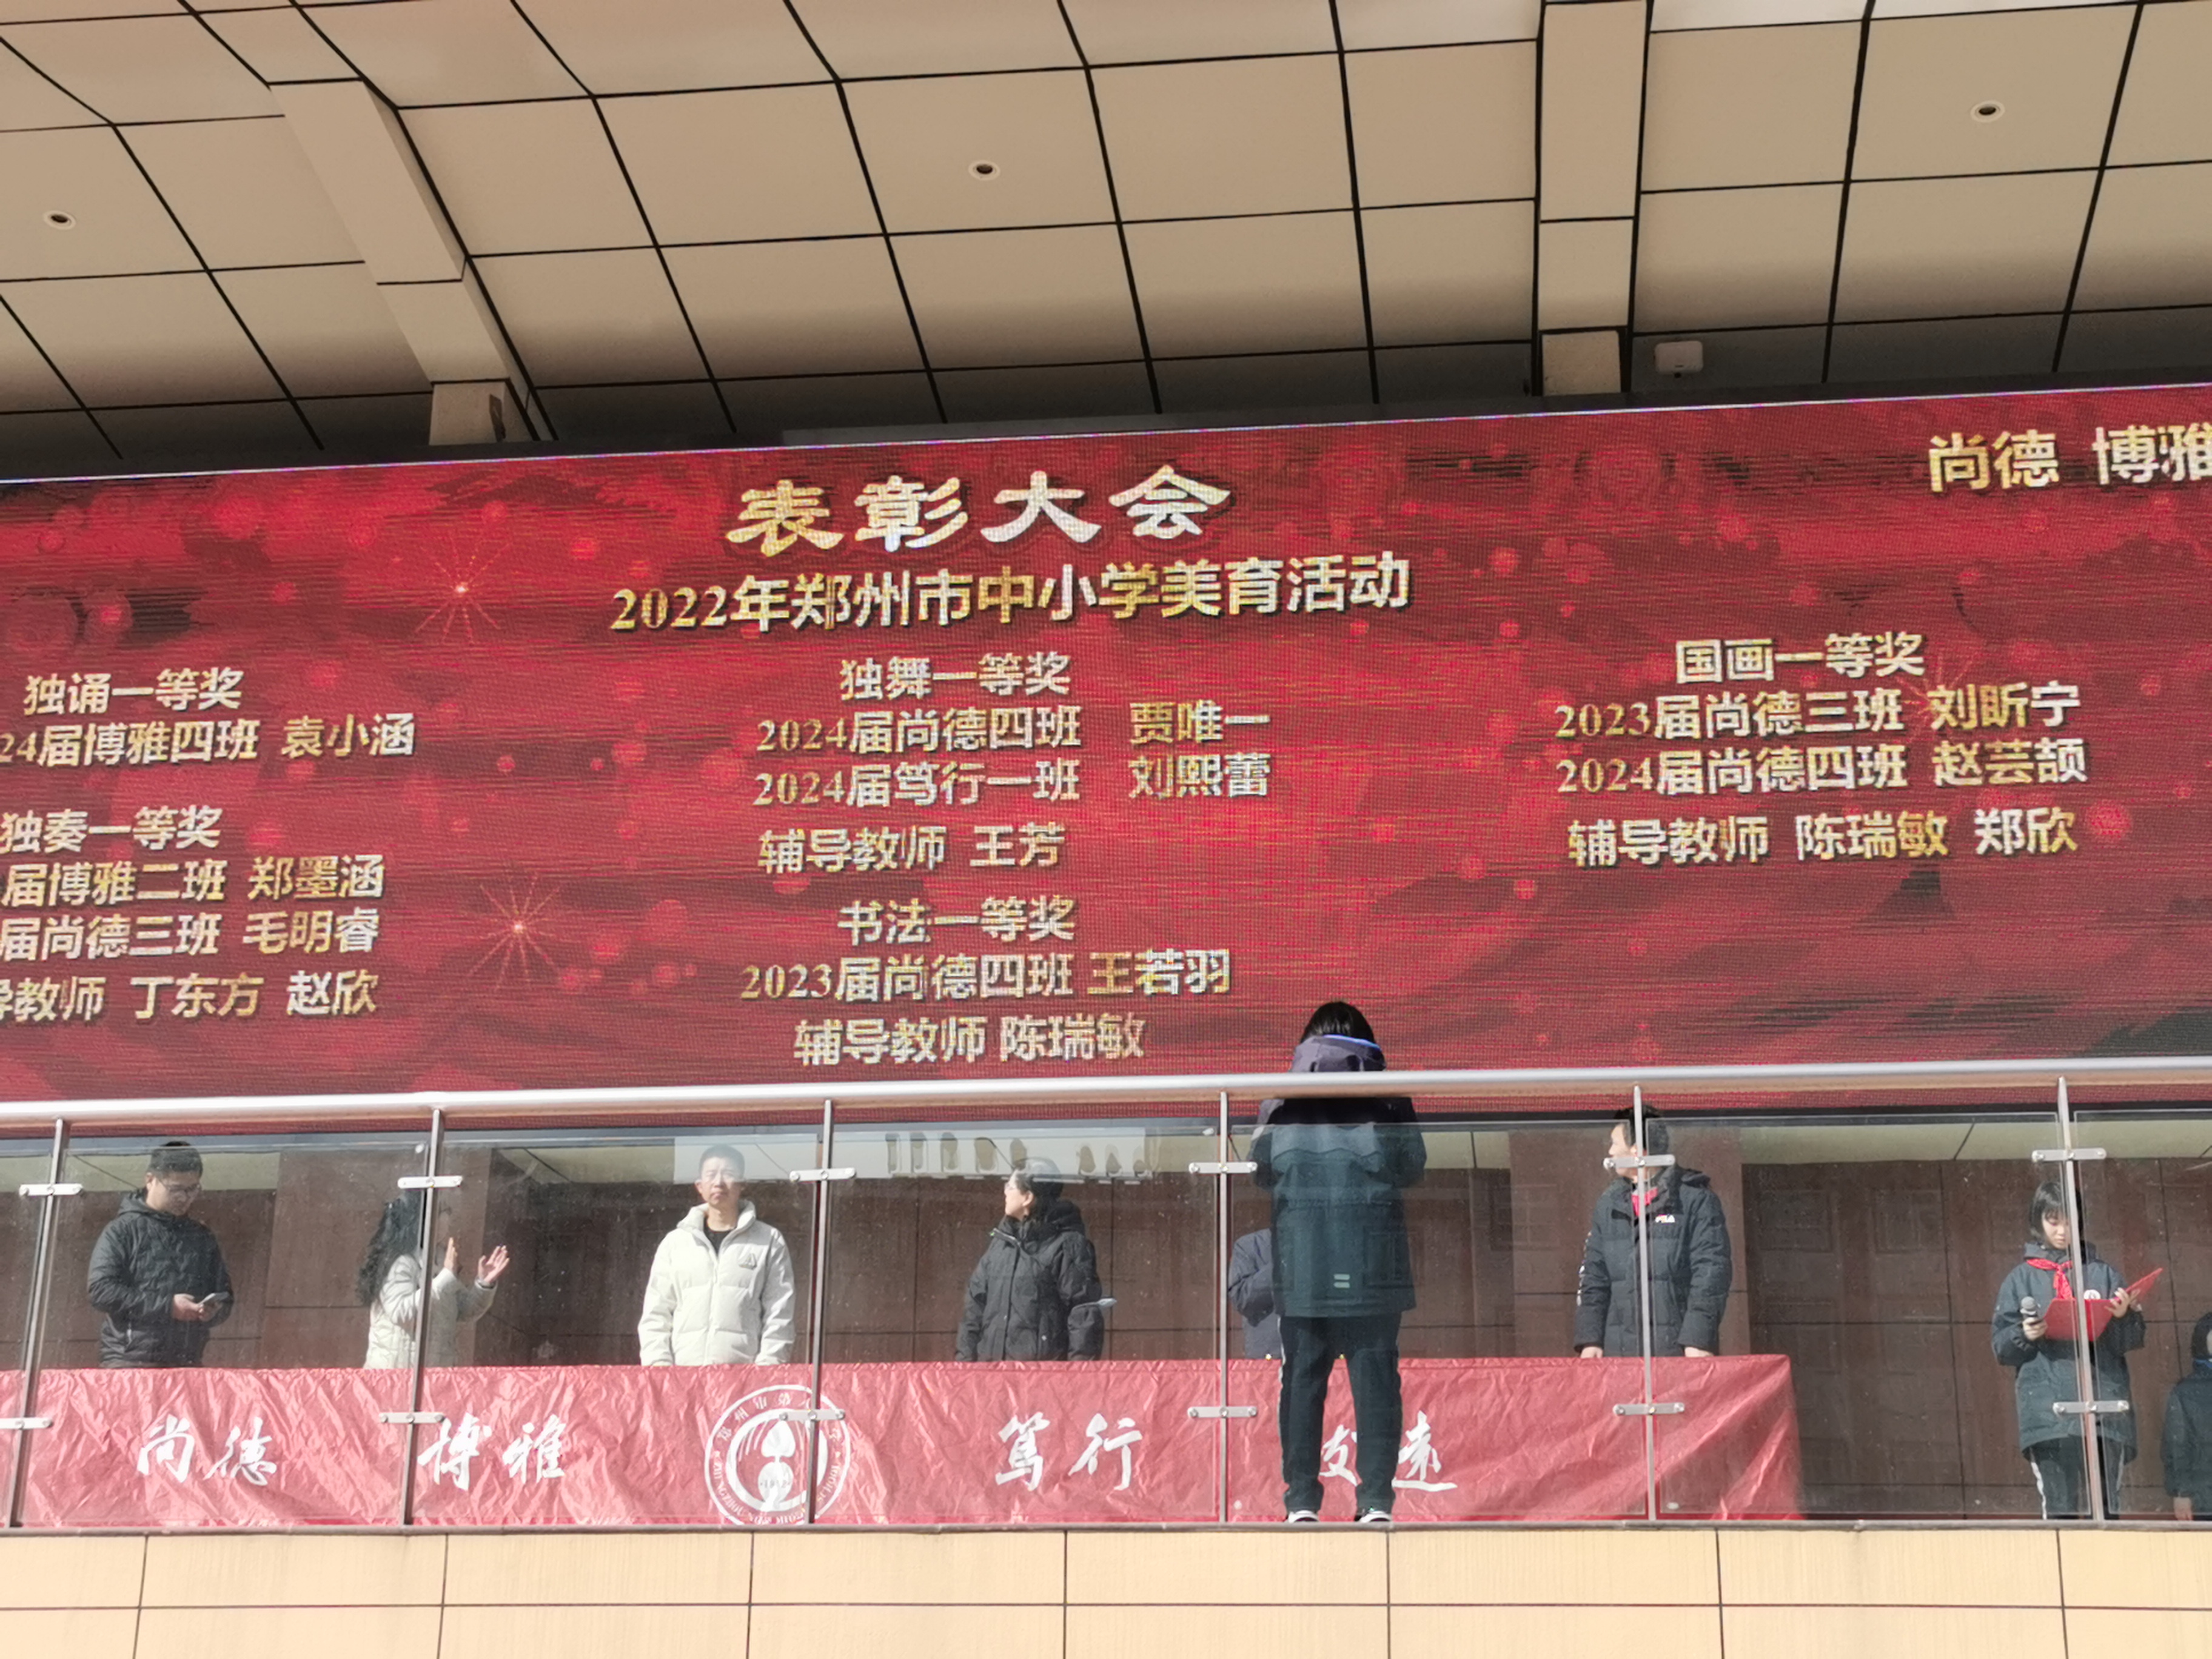 尚德 博雅
表彰大会
2022年郑州市中小学美育活动
独诵一等奖
24届博雅四班 袁小涵
独奏一等奖
届博雅二班 郑墨涵
届尚德三班 毛明睿
导教师 丁东方 赵欣
独舞一等奖
2024届尚德四班 贾唯一
2024届笃行一班 刘熙蕾
辅导教师 王芳
书法一等奖
2023届尚德四班 王若羽
辅导教师 陈瑞敏
国画一等奖
2023届尚德三班 刘昕宁
2024届尚德四班 赵芸颉
辅导教师 陈瑞敏 郑欣
FILA
尚德 博雅 笃行 致远